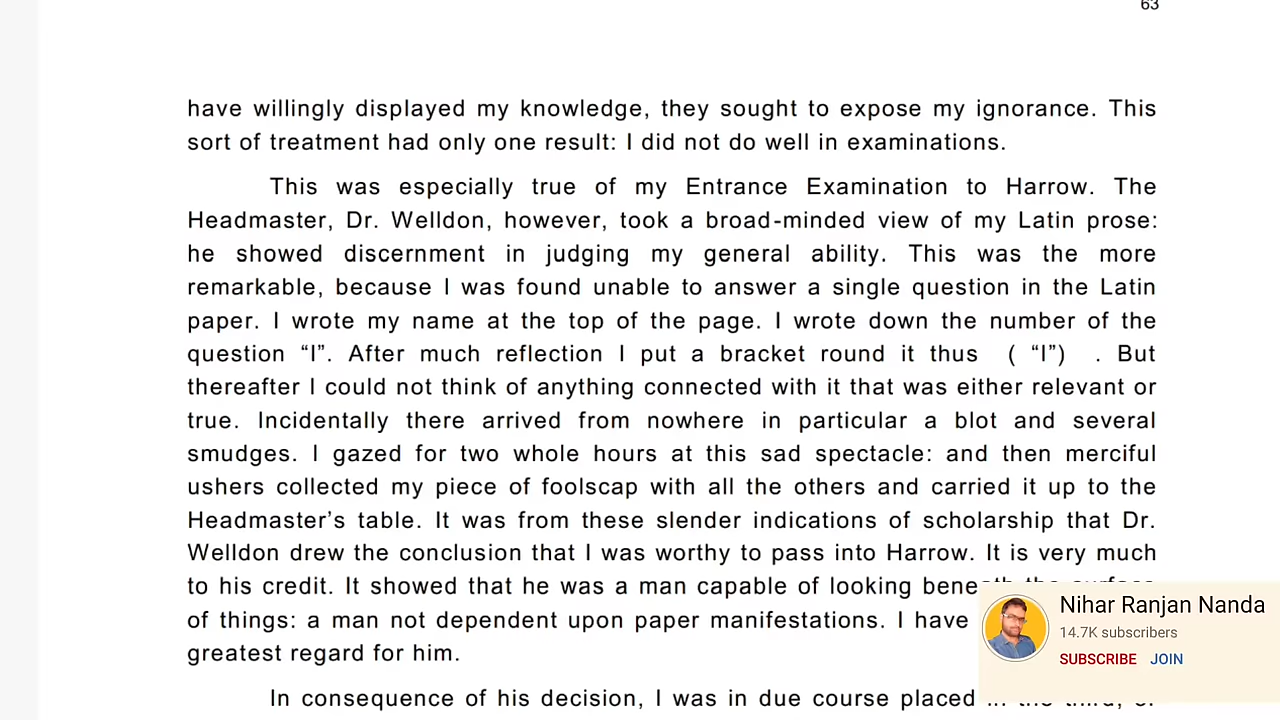 63
have willingly displayed my knowledge, they sought to expose my ignorance. This
sort of treatment had only one result: I did not do well in examinations.
This was especially true of my Entrance Examination to Harrow. The
Headmaster, Dr. Welldon, however, took a broad-minded view of my Latin prose:
he showed discernment in judging my general ability. This was the more
remarkable, because I was found unable to answer a single question in the Latin
paper. I wrote my name at the top of the page. I wrote down the number of the
question “I”. After much reflection I put a bracket round it thus ( “I”) . But
thereafter I could not think of anything connected with it that was either relevant or
true. Incidentally there arrived from nowhere in particular a blot and several
smudges. I gazed for two whole hours at this sad spectacle: and then merciful
ushers collected my piece of foolscap with all the others and carried it up to the
Headmaster’s table. It was from these slender indications of scholarship that Dr.
Welldon drew the conclusion that I was worthy to pass into Harrow. It is very much
to his credit. It showed that he was a man capable of looking
of things: a man not dependent upon paper manifestations. I have
greatest regard for him.
In consequence of his decision, I was in due course placed
Nihar Ranjan Nanda
14.7K subscribers
SUBSCRIBE JOIN